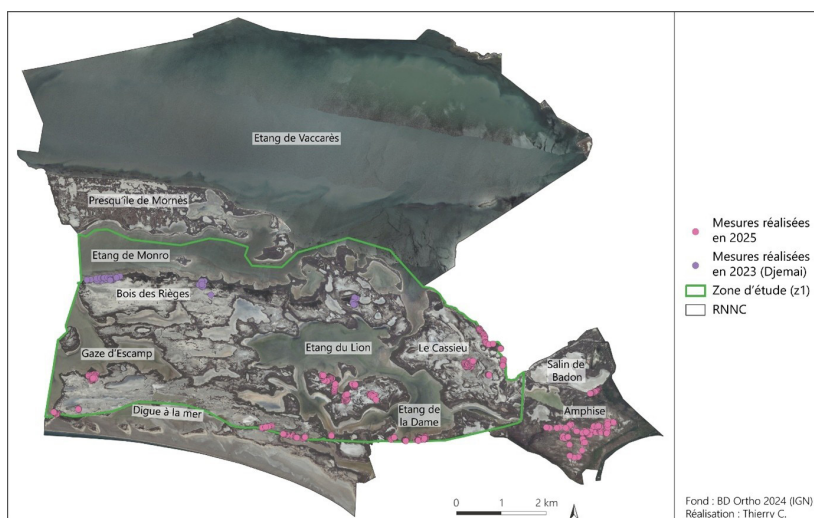 Etang de Vaccarès
Presqu'île de Mornès
Etang de Monro
Bois des Rièges
Gaze d'Escamp
Etang du Lion
Le Cassieu
Salin de
Badon
Digue à la mer
Etang de
la Dame
Amphise
Mesures réalisées
en 2025
Mesures réalisées
en 2023 (Djemai)
Zone d'étude (z1)
RNNC
0 1 2 km
Fond : BD Ortho 2024 (IGN)
Réalisation : Thierry C.